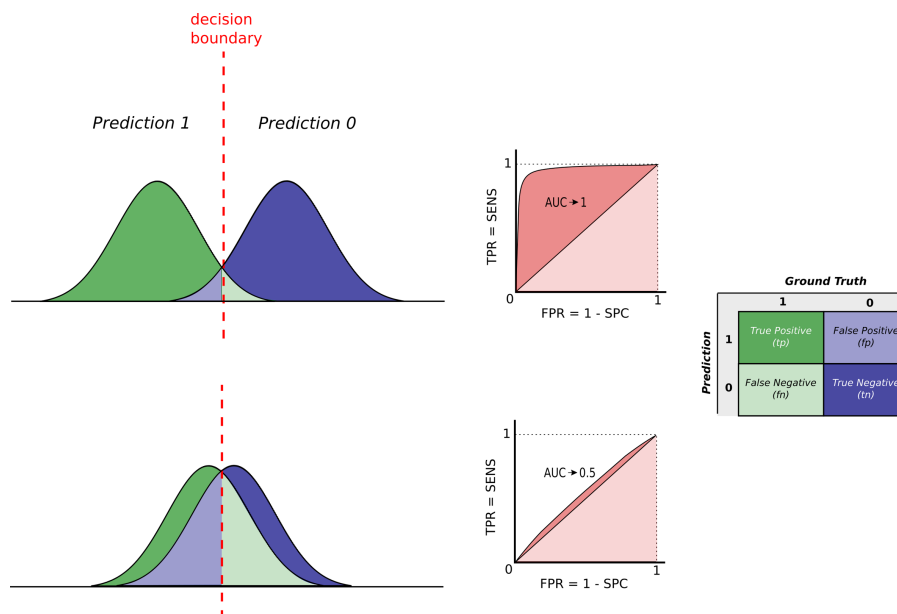 decision
boundary
Prediction 1
Prediction 0
1
TPR = SENS
AUC→1
0
1
FPR = 1 - SPC
Ground Truth
1
0
Prediction
1
True Positive
(tp)
False Positive
(fp)
0
False Negative
(fn)
True Negative
(tn)
1
TPR = SENS
AUC→0.5
0
1
FPR = 1 - SPC